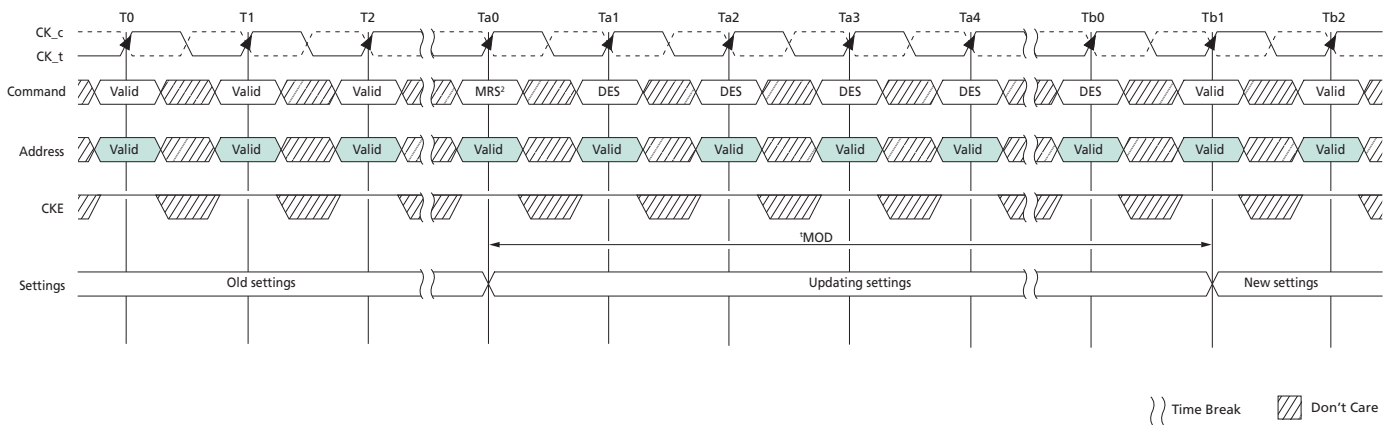 T0 T1 T2 Ta0 Ta1 Ta2 Ta3 Ta4 Tb0 Tb1 Tb2
CK_c
CK_t
Command Valid Valid Valid MRS² DES DES DES DES DES Valid Valid
Address Valid Valid Valid Valid Valid Valid Valid Valid Valid Valid Valid
CKE
ᵗMOD
Settings Old settings Updating settings New settings
Time Break Don't Care